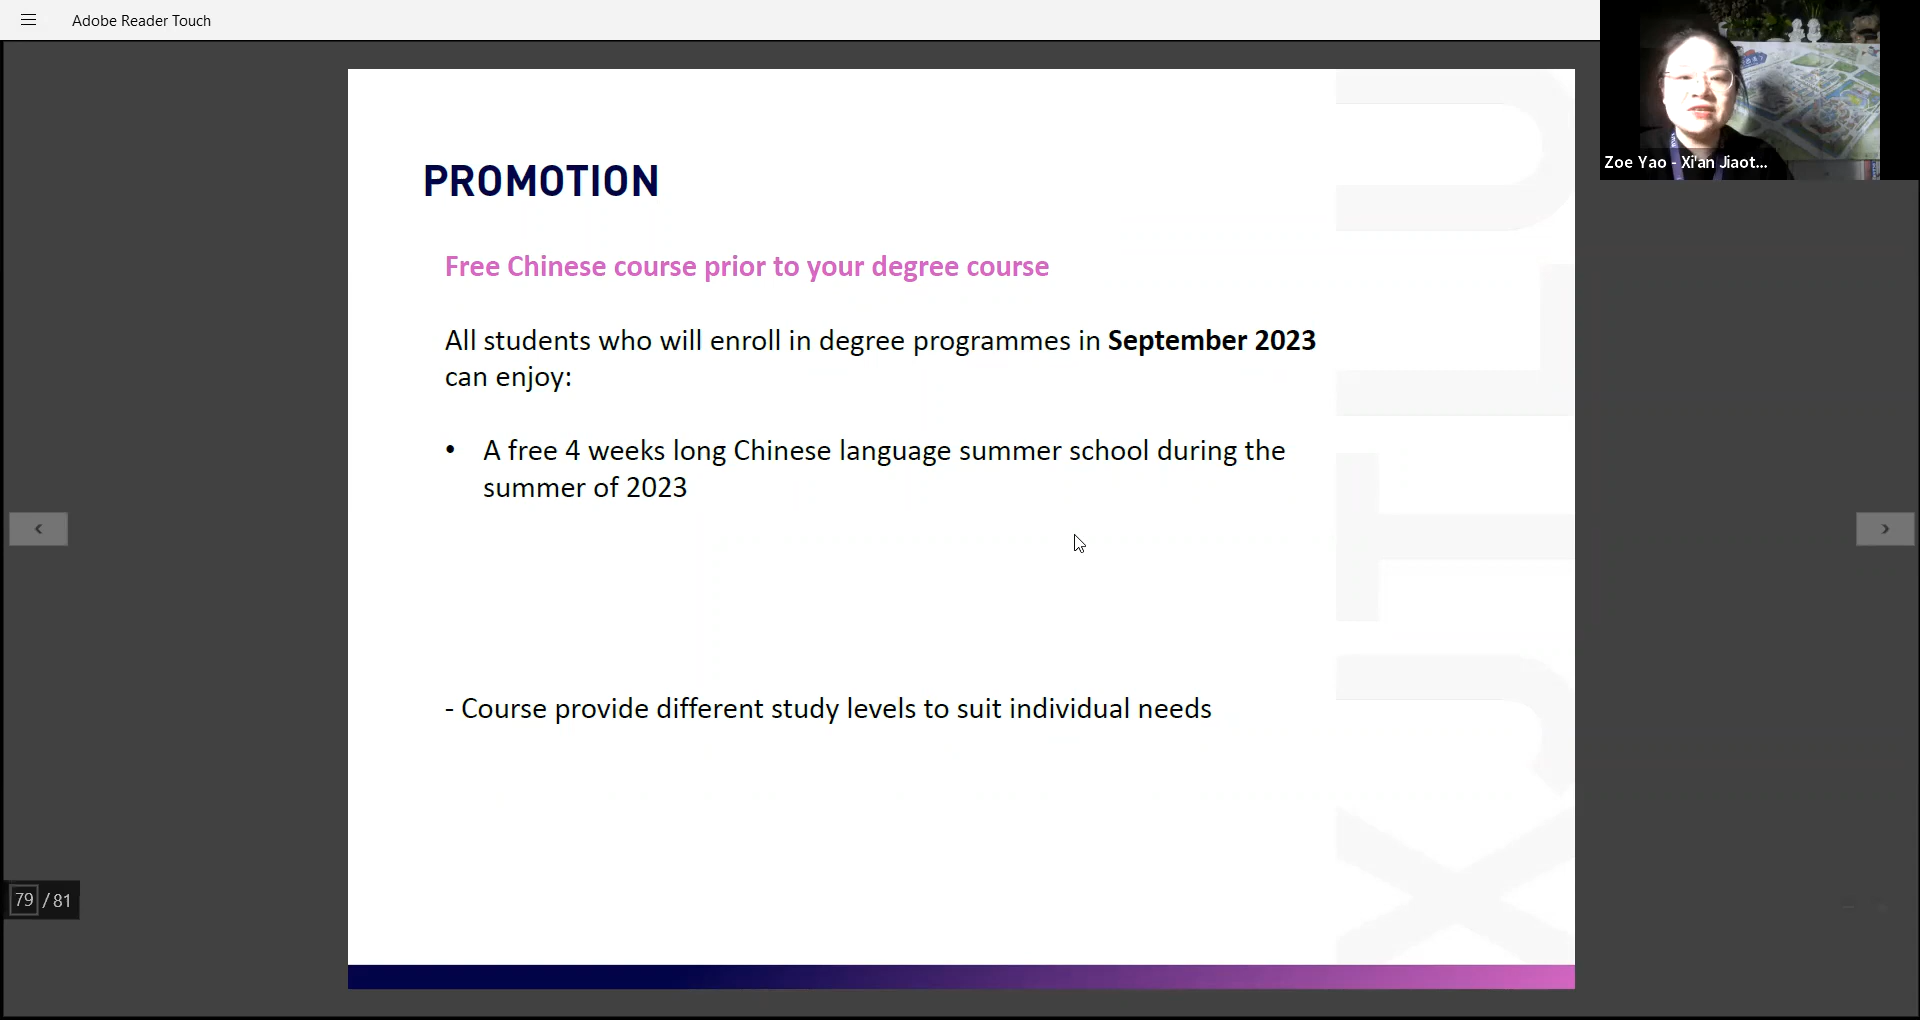 Adobe Reader Touch
Zoe Yao - Xi'an Jiaot...
PROMOTION
Free Chinese course prior to your degree course
All students who will enroll in degree programmes in September 2023
can enjoy:
• A free 4 weeks long Chinese language summer school during the
summer of 2023
- Course provide different study levels to suit individual needs
XJTLU
79 / 81